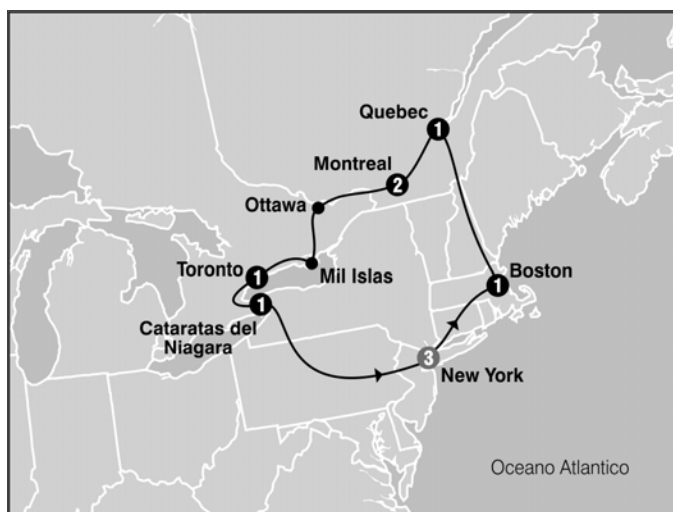 Quebec
1
Montreal
2
Ottawa
Toronto
1
Mil Islas
1
Boston
1
Cataratas del
Niagara
3
New York
Oceano Atlantico